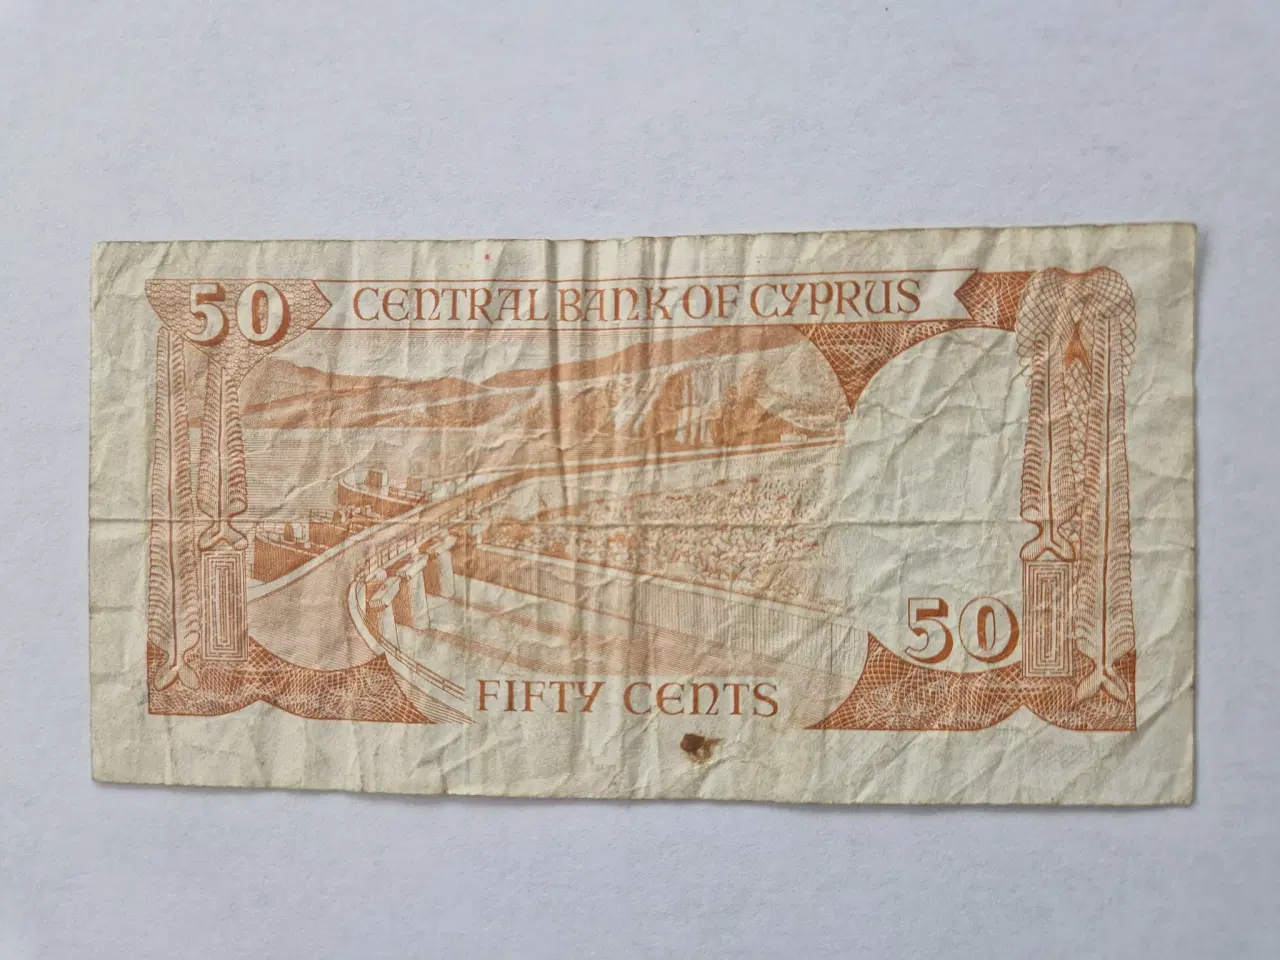 50 CENTRAL BANK OF CYPRUS
50
FIFTY CENTS